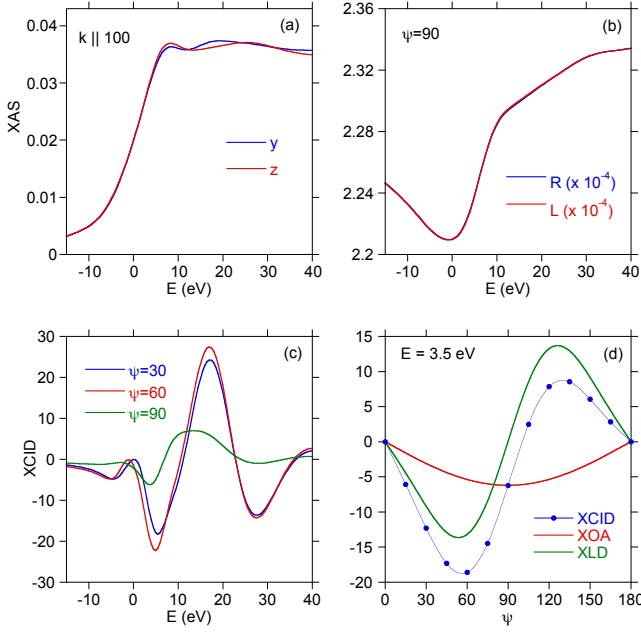 (a)
k || 100
0.04
0.03
0.02
0.01
0
XAS
y
z
-10 0 10 20 30 40
E (eV)
(b)
ψ=90
2.36
2.32
2.28
2.24
2.2
R (x 10^-4)
L (x 10^-4)
-10 0 10 20 30 40
E (eV)
(c)
30
20
10
0
-10
-20
-30
XCID
ψ=30
ψ=60
ψ=90
-10 0 10 20 30 40
E (eV)
(d)
E = 3.5 eV
15
10
5
0
-5
-10
-15
-20
XCID
XOA
XLD
0 30 60 90 120 150 180
ψ